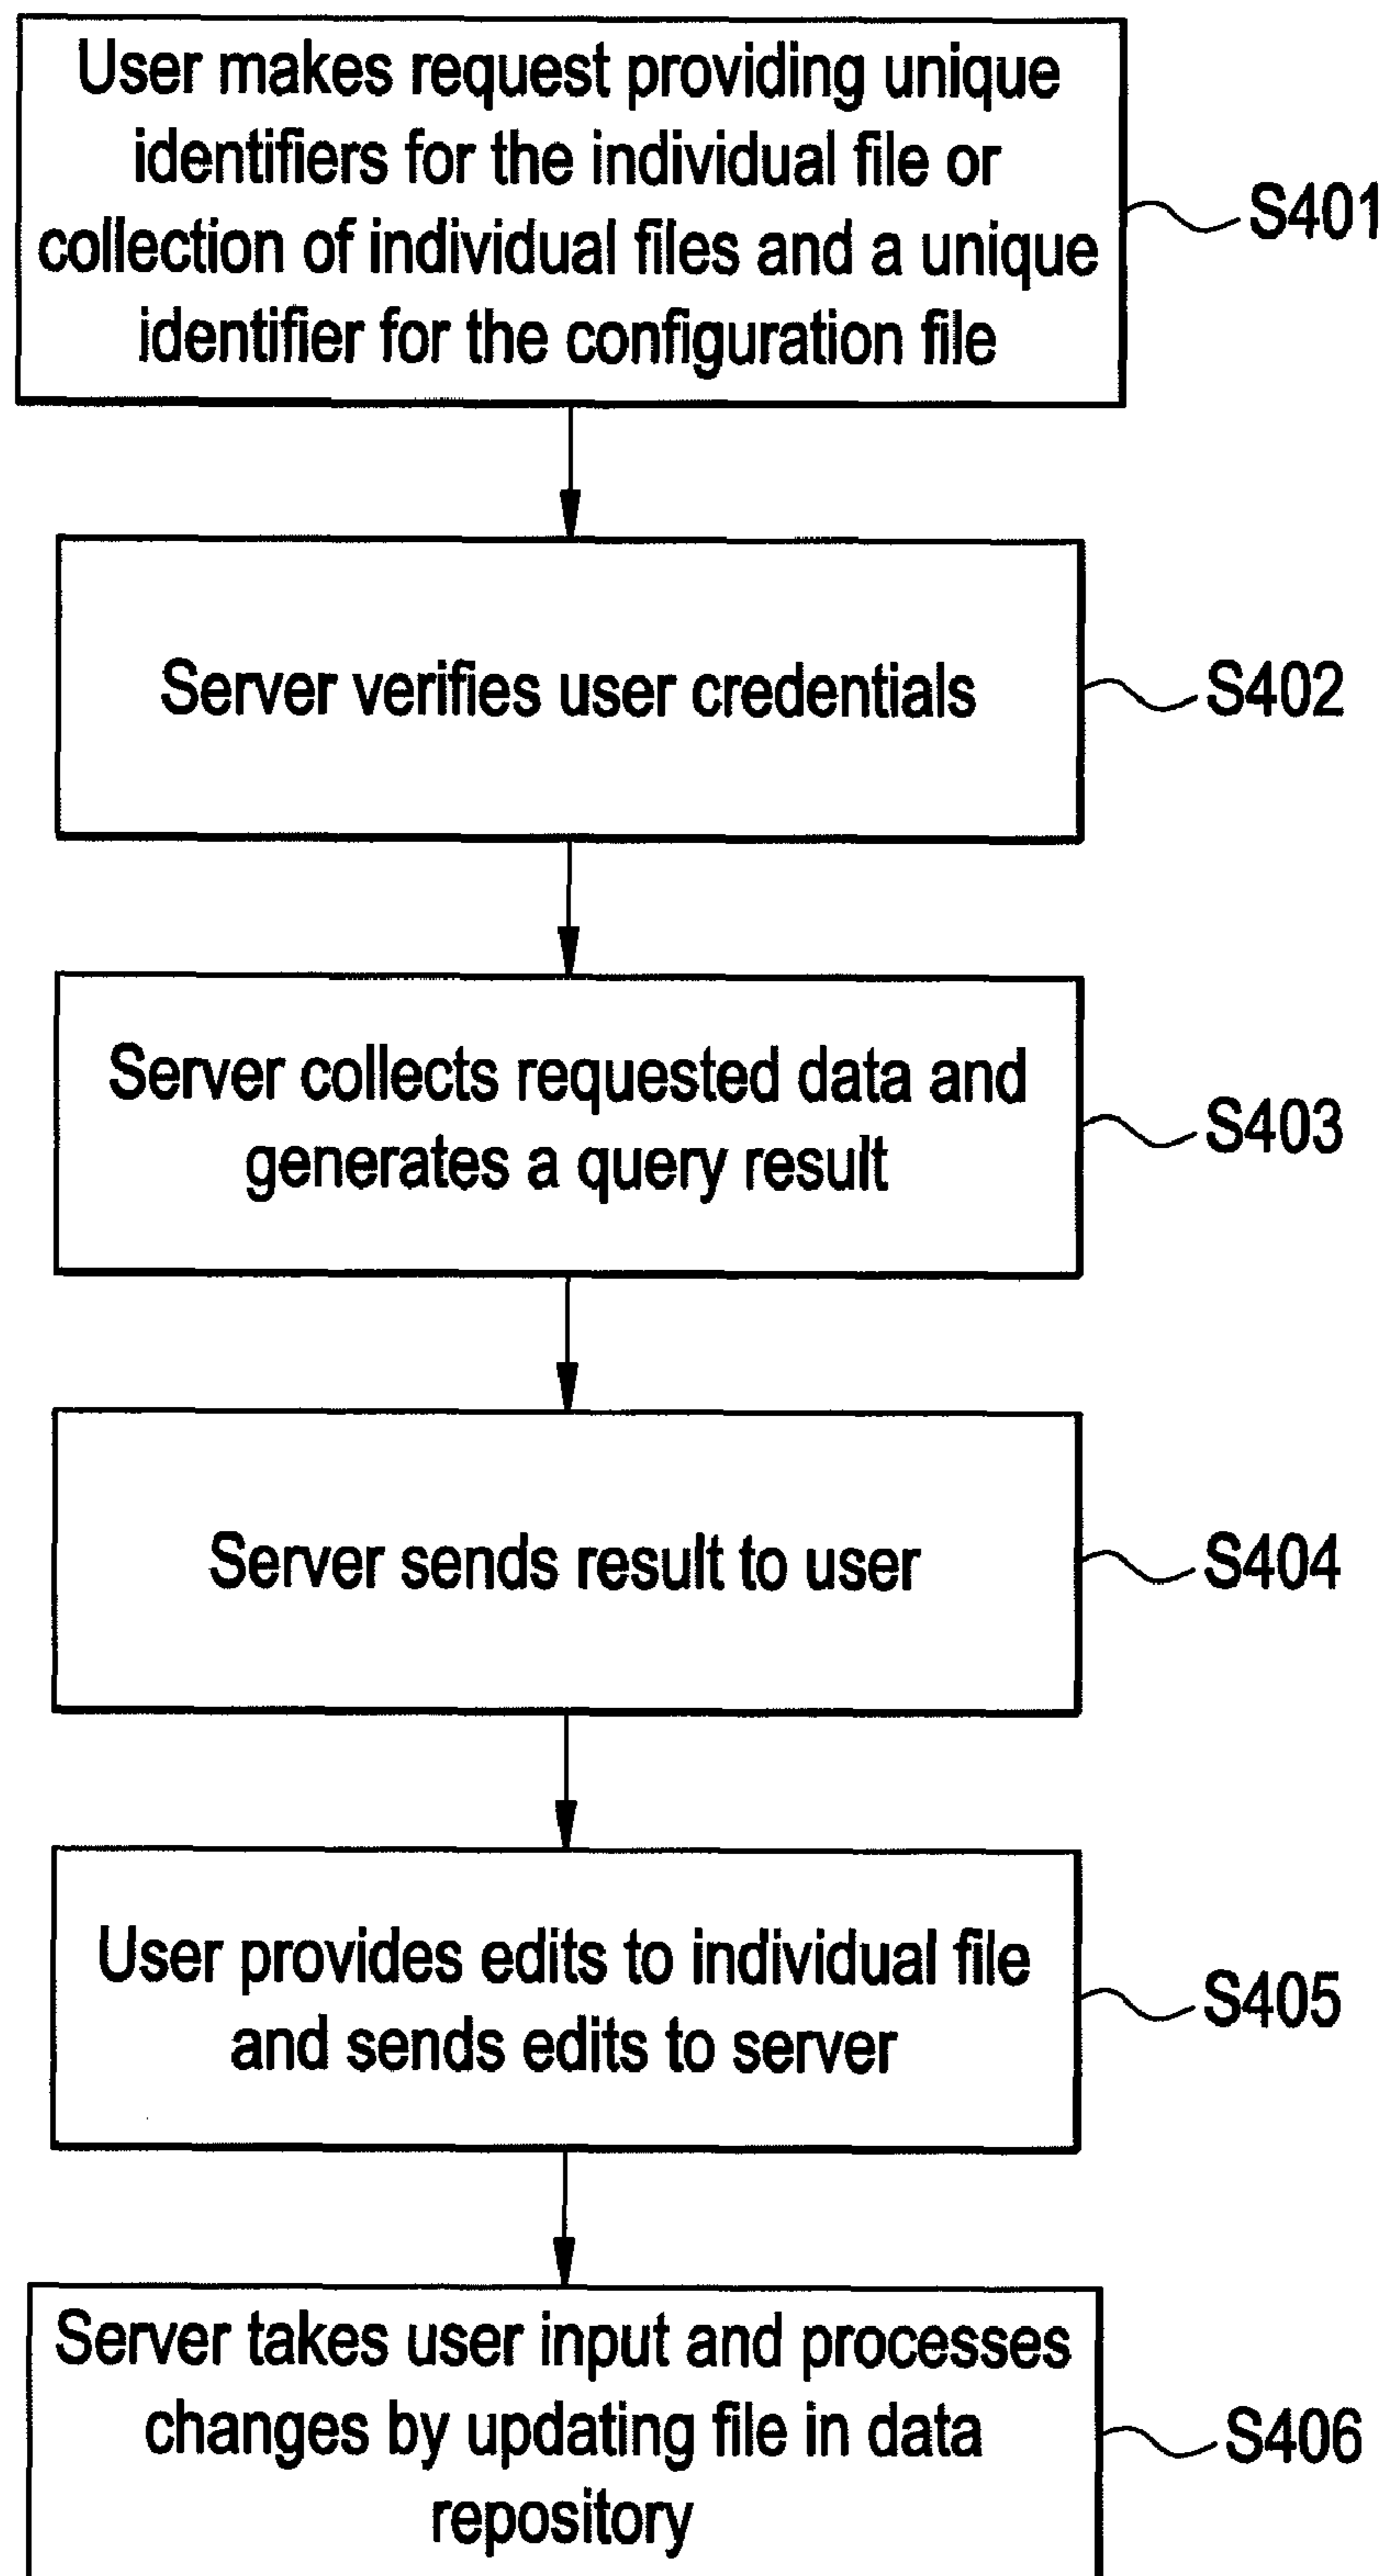 User makes request providing unique
identifiers for the individual file or
collection of individual files and a unique
identifier for the configuration file
S401
Server verifies user credentials
S402
Server collects requested data and
generates a query result
S403
Server sends result to user
S404
User provides edits to individual file
and sends edits to server
S405
Server takes user input and processes
changes by updating file in data
repository
S406